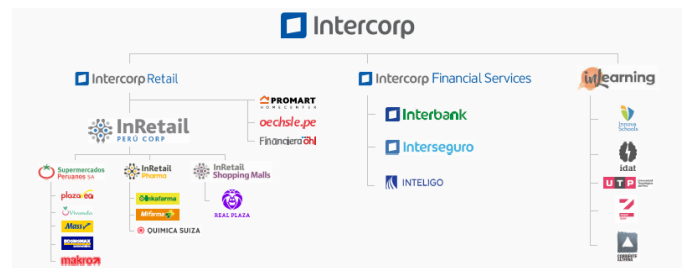 Intercorp
Intercorp Retail
Intercorp Financial Services
inlearning
PROMART
HOMECENTER
oechsle.pe
Financiera oh!
InRetail
PERÚ CORP
Supermercados
Peruanos SA
InRetail
Pharma
InRetail
Shopping Malls
plazaVea
Vivanda
Mass
makro
Inkafarma
Mifarma
QUIMICA SUIZA
REAL PLAZA
Interbank
Interseguro
INTELIGO
Innova
Schools
idat
UTP